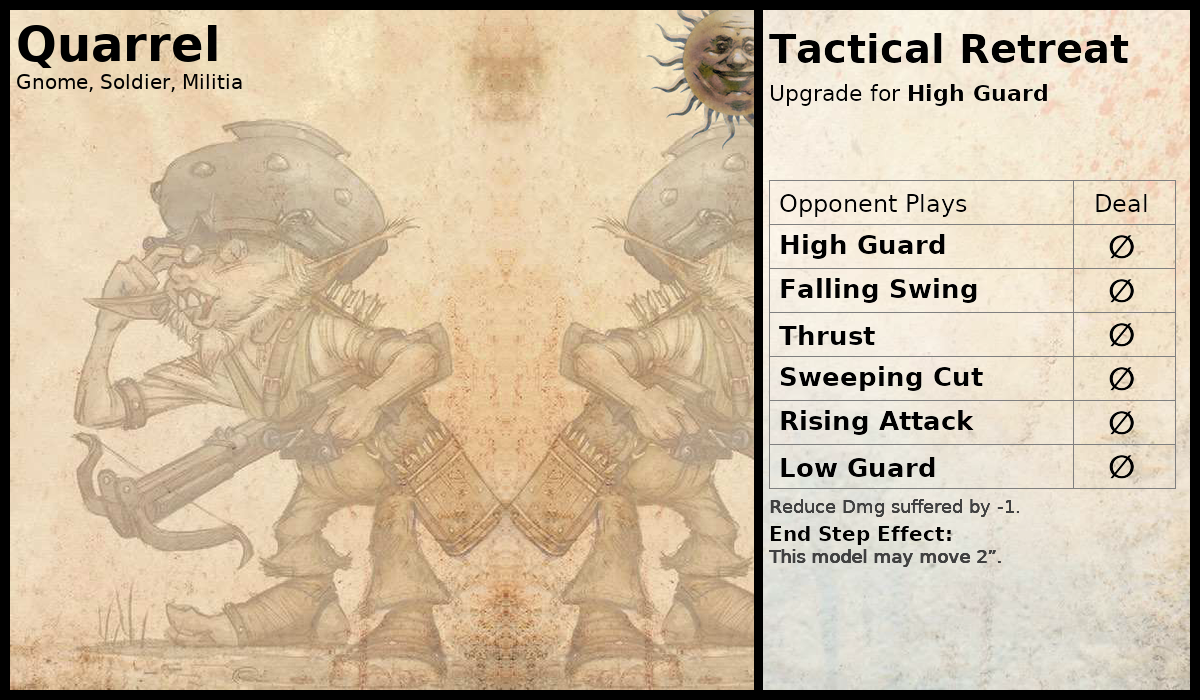 Quarrel
Gnome, Soldier, Militia
Tactical Retreat
Upgrade for High Guard
Opponent Plays Deal
High Guard ∅
Falling Swing ∅
Thrust ∅
Sweeping Cut ∅
Rising Attack ∅
Low Guard ∅
Reduce Dmg suffered by -1.
End Step Effect:
This model may move 2”.